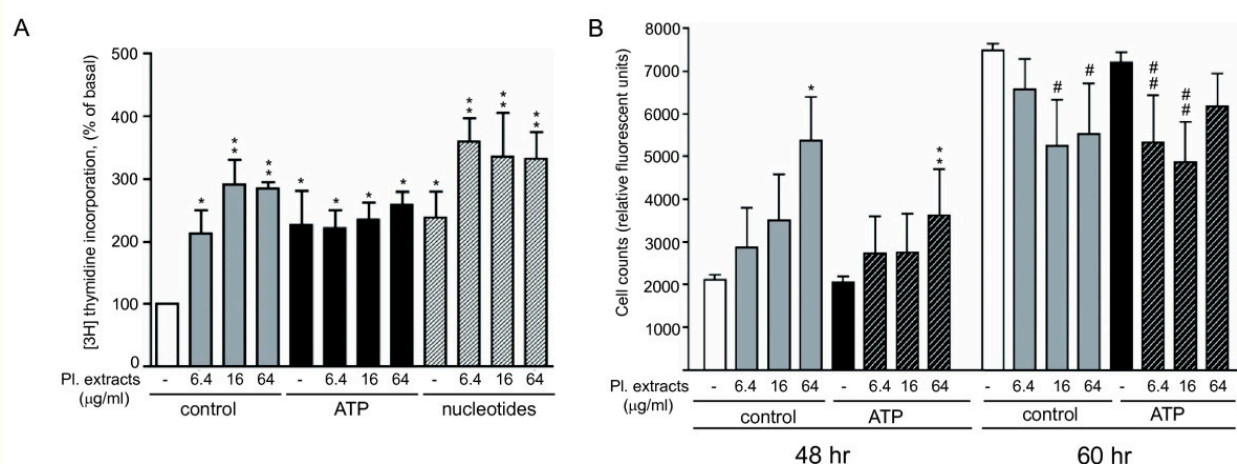 A
[3H] thymidine incorporation, (% of basal)
500
400
300
200
100
0
* ** ** * * * * * ** ** **
Pl. extracts - 6.4 16 64 - 6.4 16 64 - 6.4 16 64
(μg/ml)
control ATP nucleotides
B
Cell counts (relative fluorescent units)
8000
7000
6000
5000
4000
3000
2000
1000
* ** # # ## ##
Pl. extracts - 6.4 16 64 - 6.4 16 64 - 6.4 16 64 - 6.4 16 64
(μg/ml)
control ATP control ATP
48 hr 60 hr